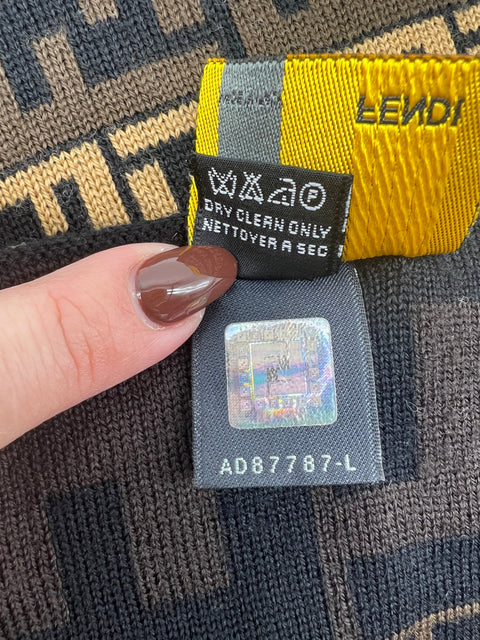 FENDI
DRY CLEAN ONLY
NETTOYER A SEC
P
AD87787-L